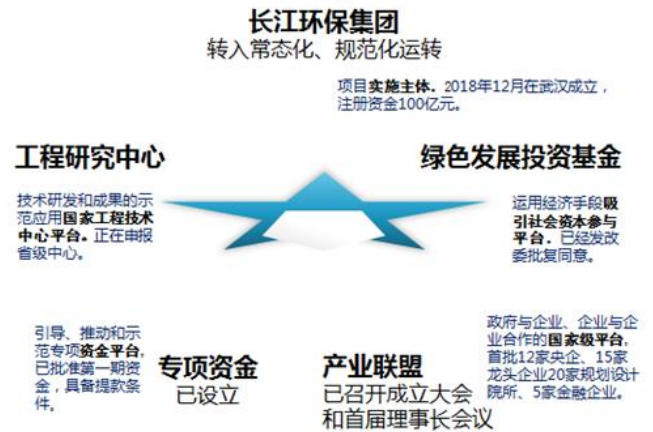 长江环保集团
转入常态化、规范化运转
项目实施主体。2018年12月在武汉成立，
注册资金100亿元。
工程研究中心
技术研发和成果的示
范应用国家工程技术
中心平台。正在申报
省级中心。
绿色发展投资基金
运用经济手段吸
引社会资本参与
平台。已经发改
委批复同意。
引导、推动和示
范专项资金平台，
已批准第一期资
金，具备提款条
件。
专项资金
已设立
产业联盟
已召开成立大会
和首届理事长会议
政府与企业、企业与企
业合作的国家级平台，
首批12家央企、15家
龙头企业20家规划设计
院所、5家金融企业。